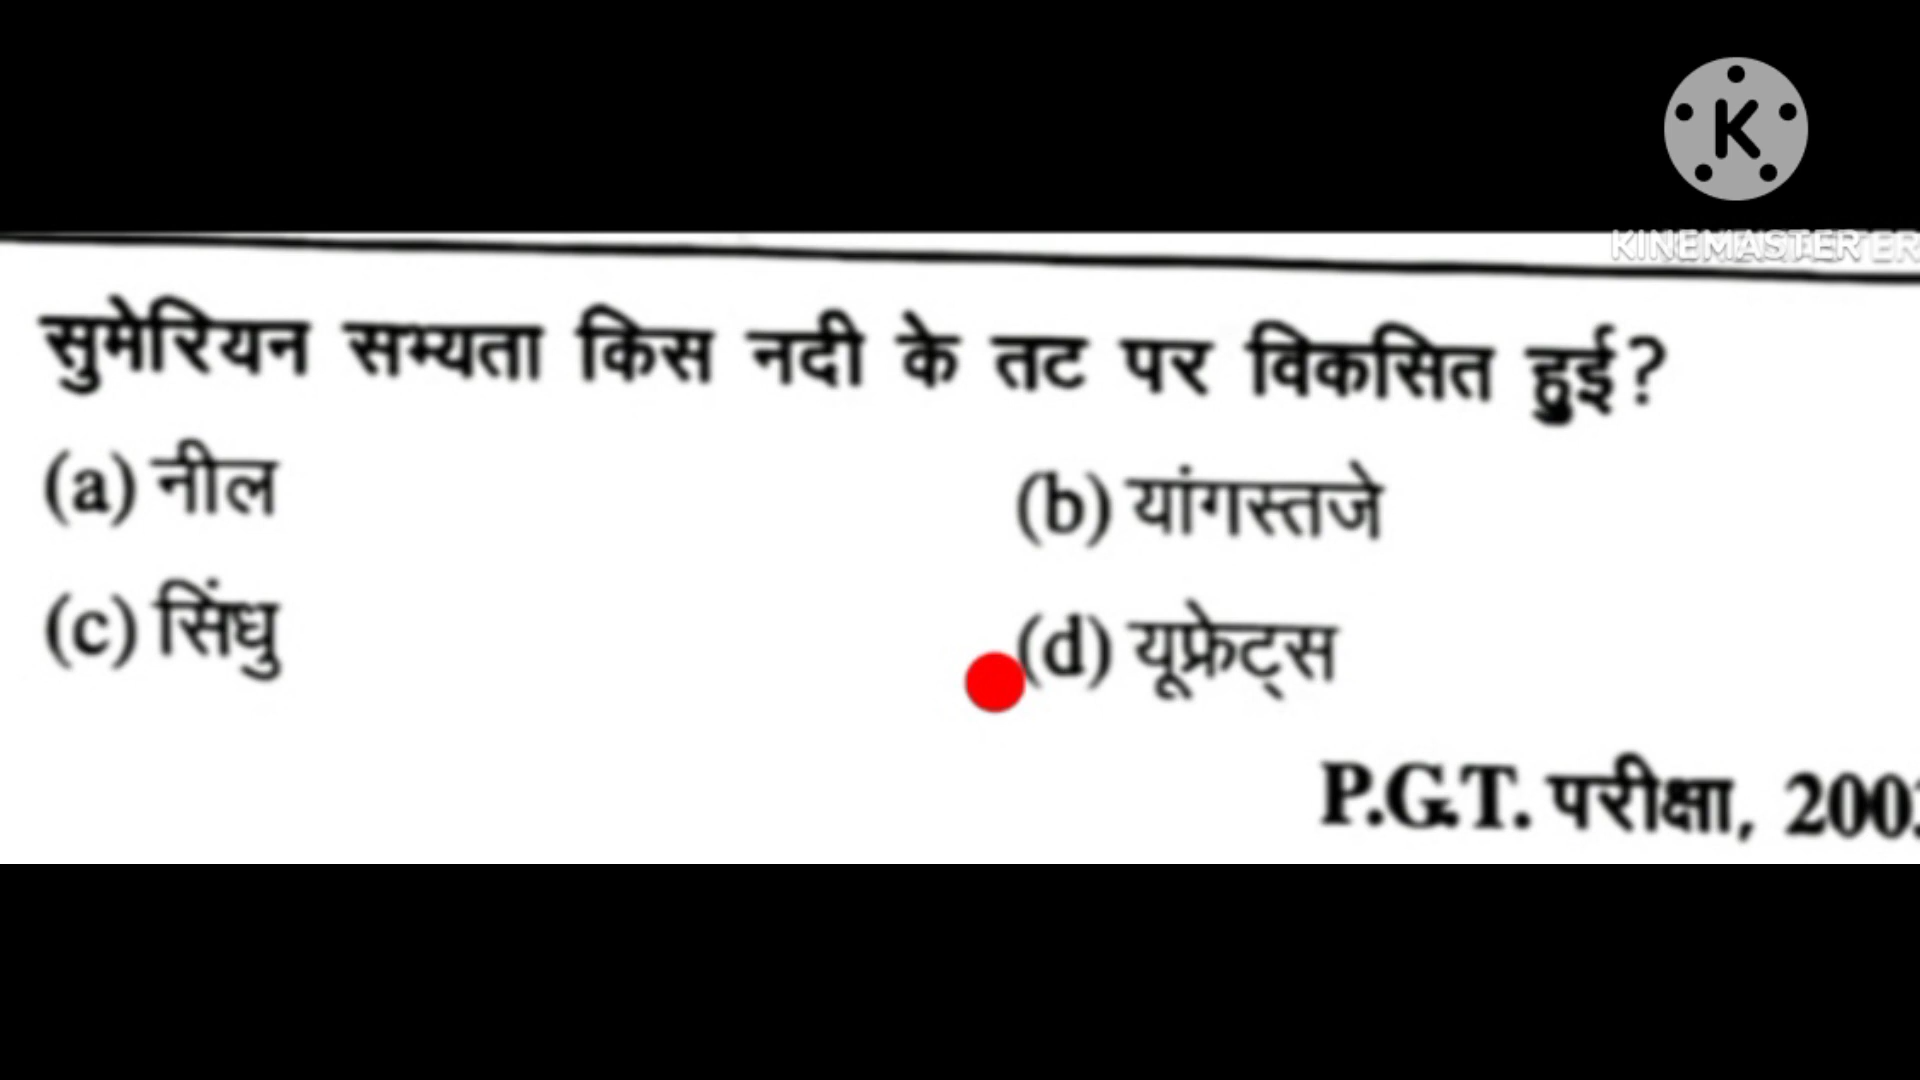 K
KINEMASTER
सुमेरियन सभ्यता किस नदी के तट पर विकसित हुई?
(a) नील
(b) यांगस्तजे
(c) सिंधु
(d) यूफ्रेट्स
P.G.T. परीक्षा,